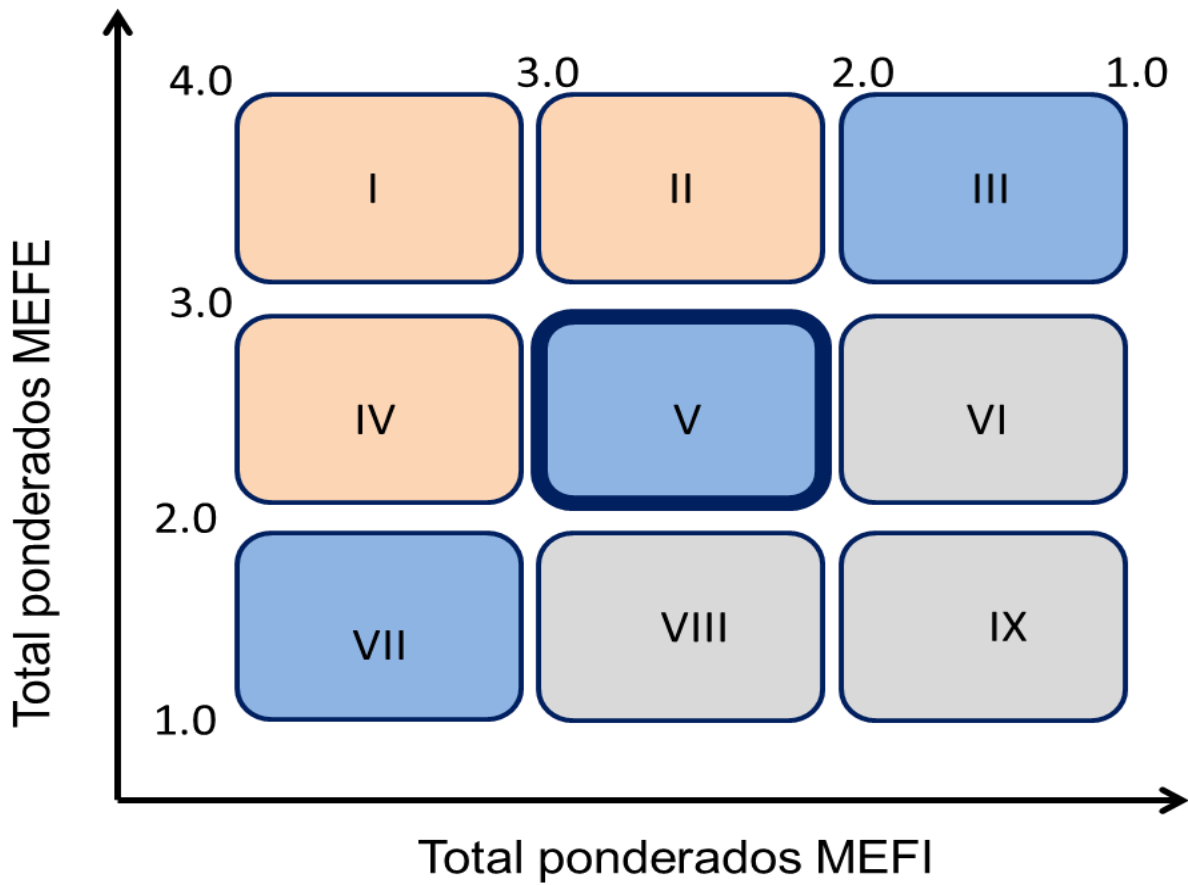 3.0 2.0 1.0
4.0
I II III
Total ponderados MEFE
3.0
IV V VI
2.0
VII VIII IX
1.0
Total ponderados MEFI